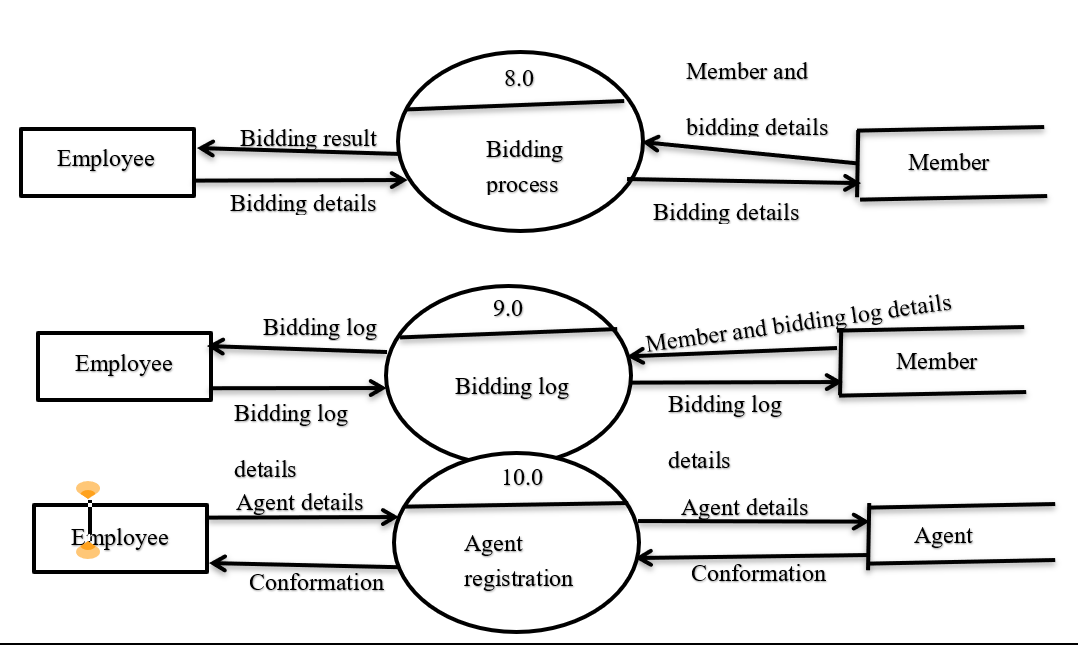 8.0
Member and
bidding details
Bidding result
Employee
Bidding
process
Member
Bidding details
Bidding details
9.0
Bidding log
Member and bidding log details
Employee
Bidding log
Member
Bidding log
details
Bidding log
details
10.0
Agent details
Agent details
Employee
Agent
registration
Agent
Conformation
Conformation